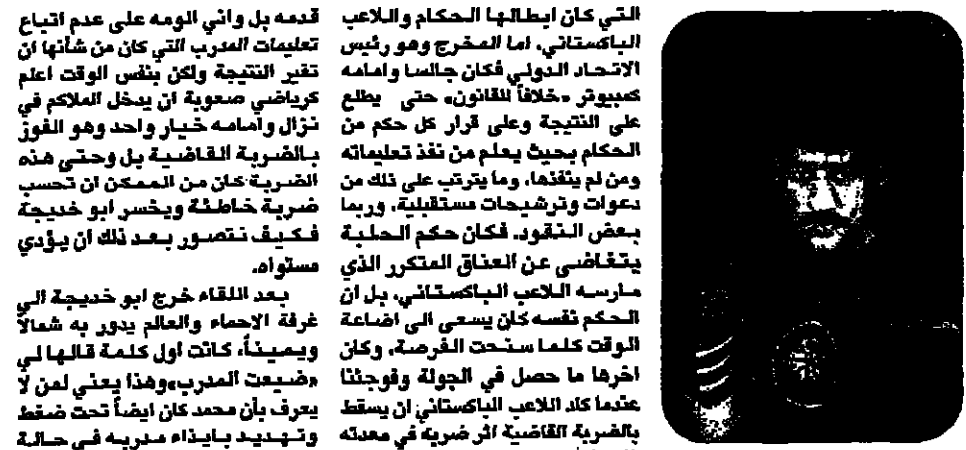 التي كان ابطالها الحكام واللاعب
الباكستاني. اما المخرج وهو رئيس
الاتحاد الدولي فكان جالسا وامامه
كمبيوتر «خلافاً للقانون» حتى يطلع
على النتيجة وعلى قرار كل حكم من
الحكام بحيث يعلم من نفذ تعليماته
ومن لم ينفذها. وما يترتب على ذلك من
دعوات وترشيحات مستقبلية. وربما
بعض النقود. فكان حكم الحلبة
يتغاضى عن العناق المتكرر الذي
مارسه اللاعب الباكستاني. بل ان
الحكم نفسه كان يسعى الى اضاعة
الوقت كلما سنحت الفرصة. وكان
اخرها ما حصل في الجولة وفوجئنا
عندما كاد اللاعب الباكستاني ان يسقط
بالضربة القاضية اثر ضربة في معدته
قدمه بل واني الومه على عدم اتباع
تعليمات المدرب التي كان من شأنها ان
تغير النتيجة ولكن بنفس الوقت اعلم
كرياضي صعوبة ان يدخل الملاكم في
نزال وامامه خيار واحد وهو الفوز
بالضربة القاضية بل وحتى هذه
الضربة كان من الممكن ان تحسب
ضربة خاطئة ويخسر ابو خديجة
فكيف نتصور بعد ذلك ان يؤدي
مستواه.
بعد اللقاء خرج ابو خديجة الى
غرفة الاحماء والعالم يدور به شمالاً
ويميناً، كانت اول كلمة قالها لي
«ضيعت المدرب» وهذا يعني لمن لا
يعرف بأن محمد كان ايضاً تحت ضغط
وتهديد بايذاء مدربه في حالة